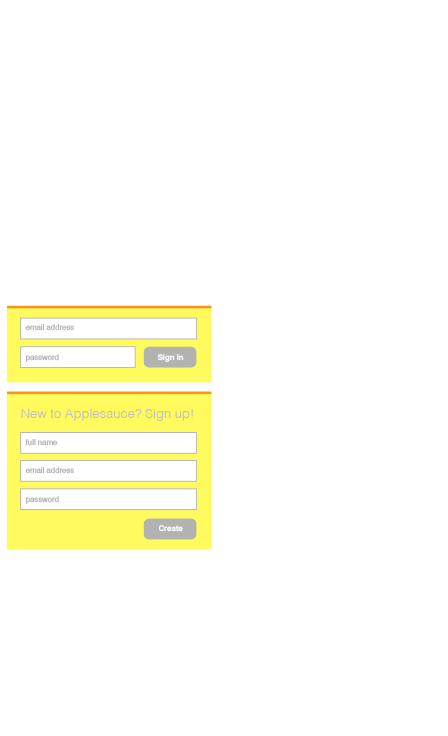 email address
password Sign in
New to Applesauce? Sign up!
full name
email address
password
Create